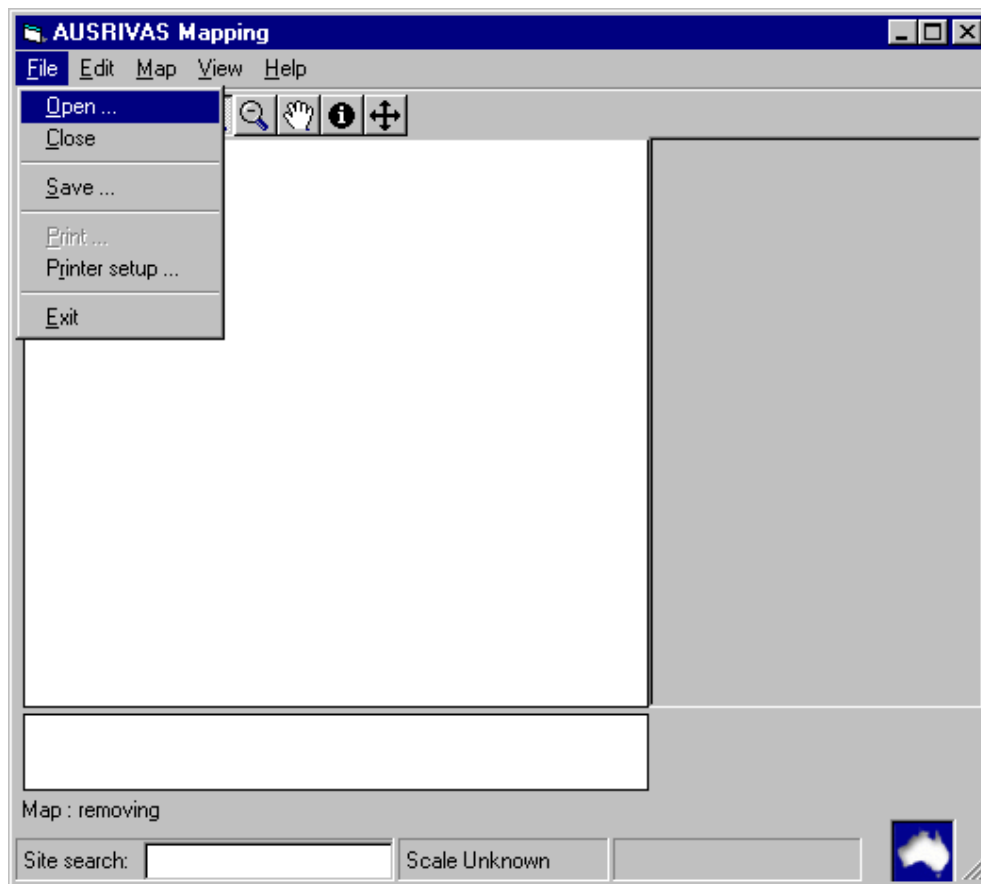 AUSRIVAS Mapping
File Edit Map View Help
Open ...
Close
Save ...
Print ...
Printer setup ...
Exit
Map : removing
Site search:
Scale Unknown